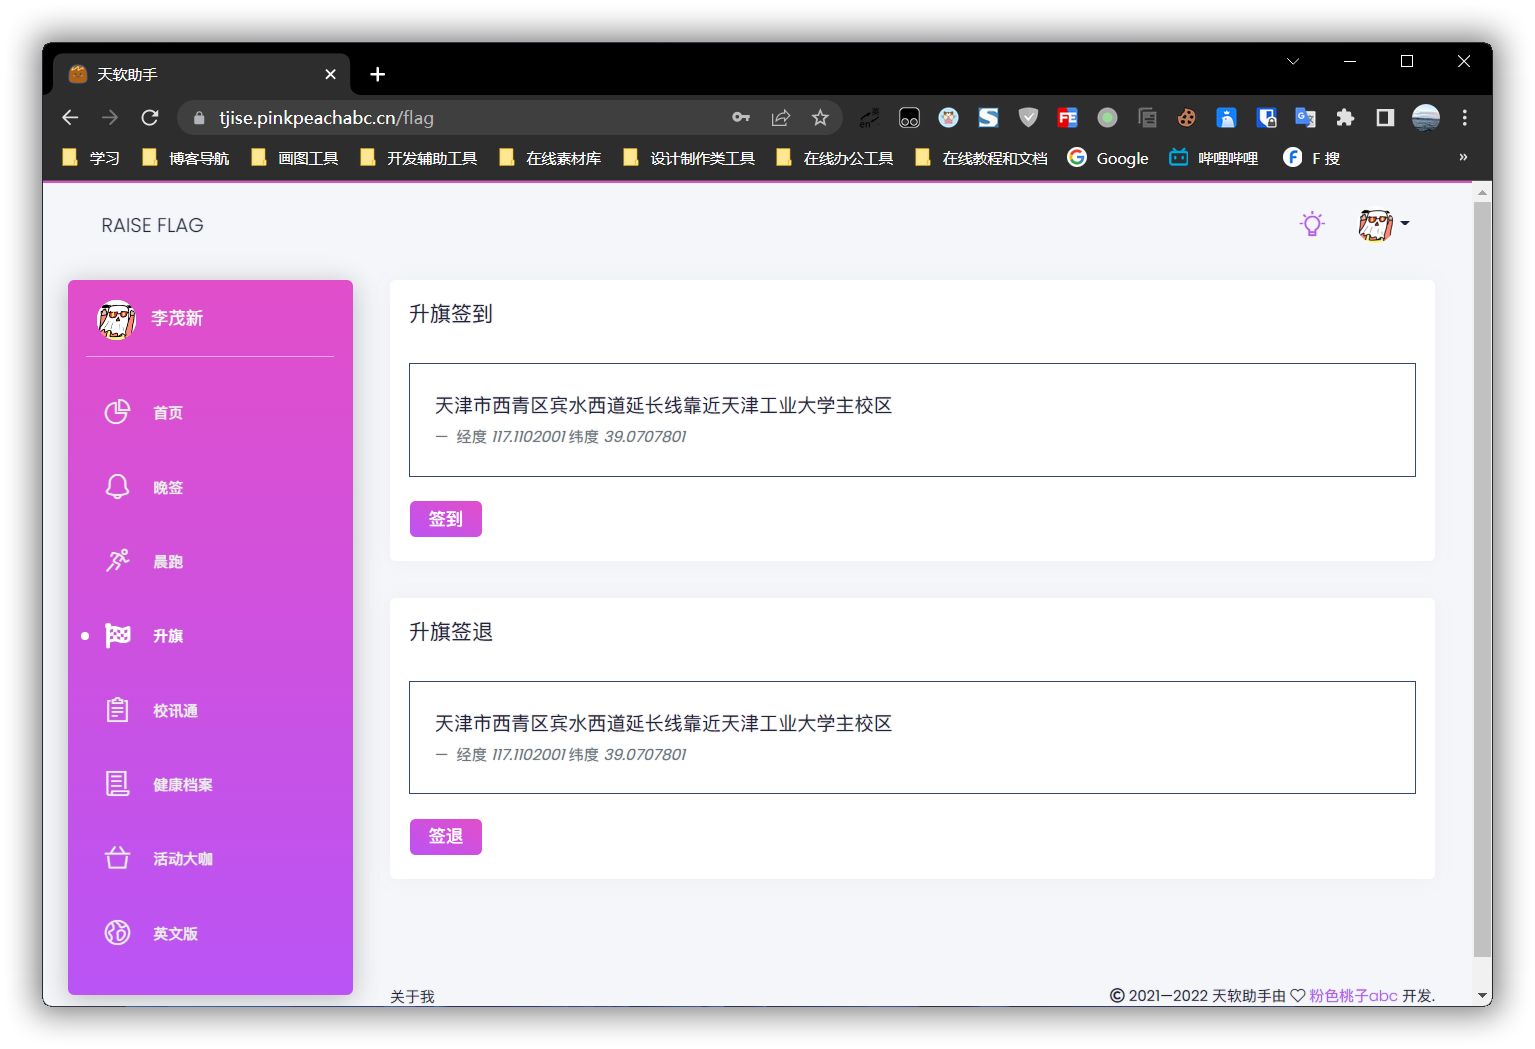 天软助手
tjise.pinkpeachabc.cn/flag
学习 博客导航 画图工具 开发辅助工具 在线素材库 设计制作类工具 在线办公工具 在线教程和文档 Google 哔哩哔哩 F 搜 »
RAISE FLAG
李茂新
首页
晚签
晨跑
升旗
校讯通
健康档案
活动大咖
英文版
升旗签到
天津市西青区宾水西道延长线靠近天津工业大学主校区
— 经度 117.1102001 纬度 39.0707801
签到
升旗签退
天津市西青区宾水西道延长线靠近天津工业大学主校区
— 经度 117.1102001 纬度 39.0707801
签退
关于我
© 2021—2022 天软助手由 ♡ 粉色桃子abc 开发.